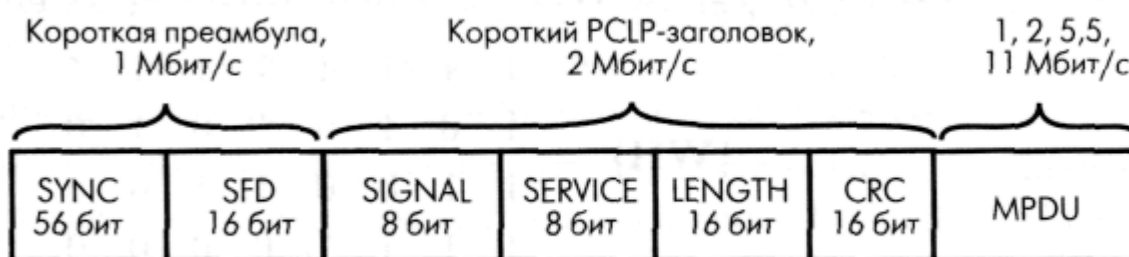 Короткая преамбула,
1 Мбит/с
Короткий PCLP-заголовок,
2 Мбит/с
1, 2, 5,5,
11 Мбит/с
SYNC
56 бит
SFD
16 бит
SIGNAL
8 бит
SERVICE
8 бит
LENGTH
16 бит
CRC
16 бит
MPDU